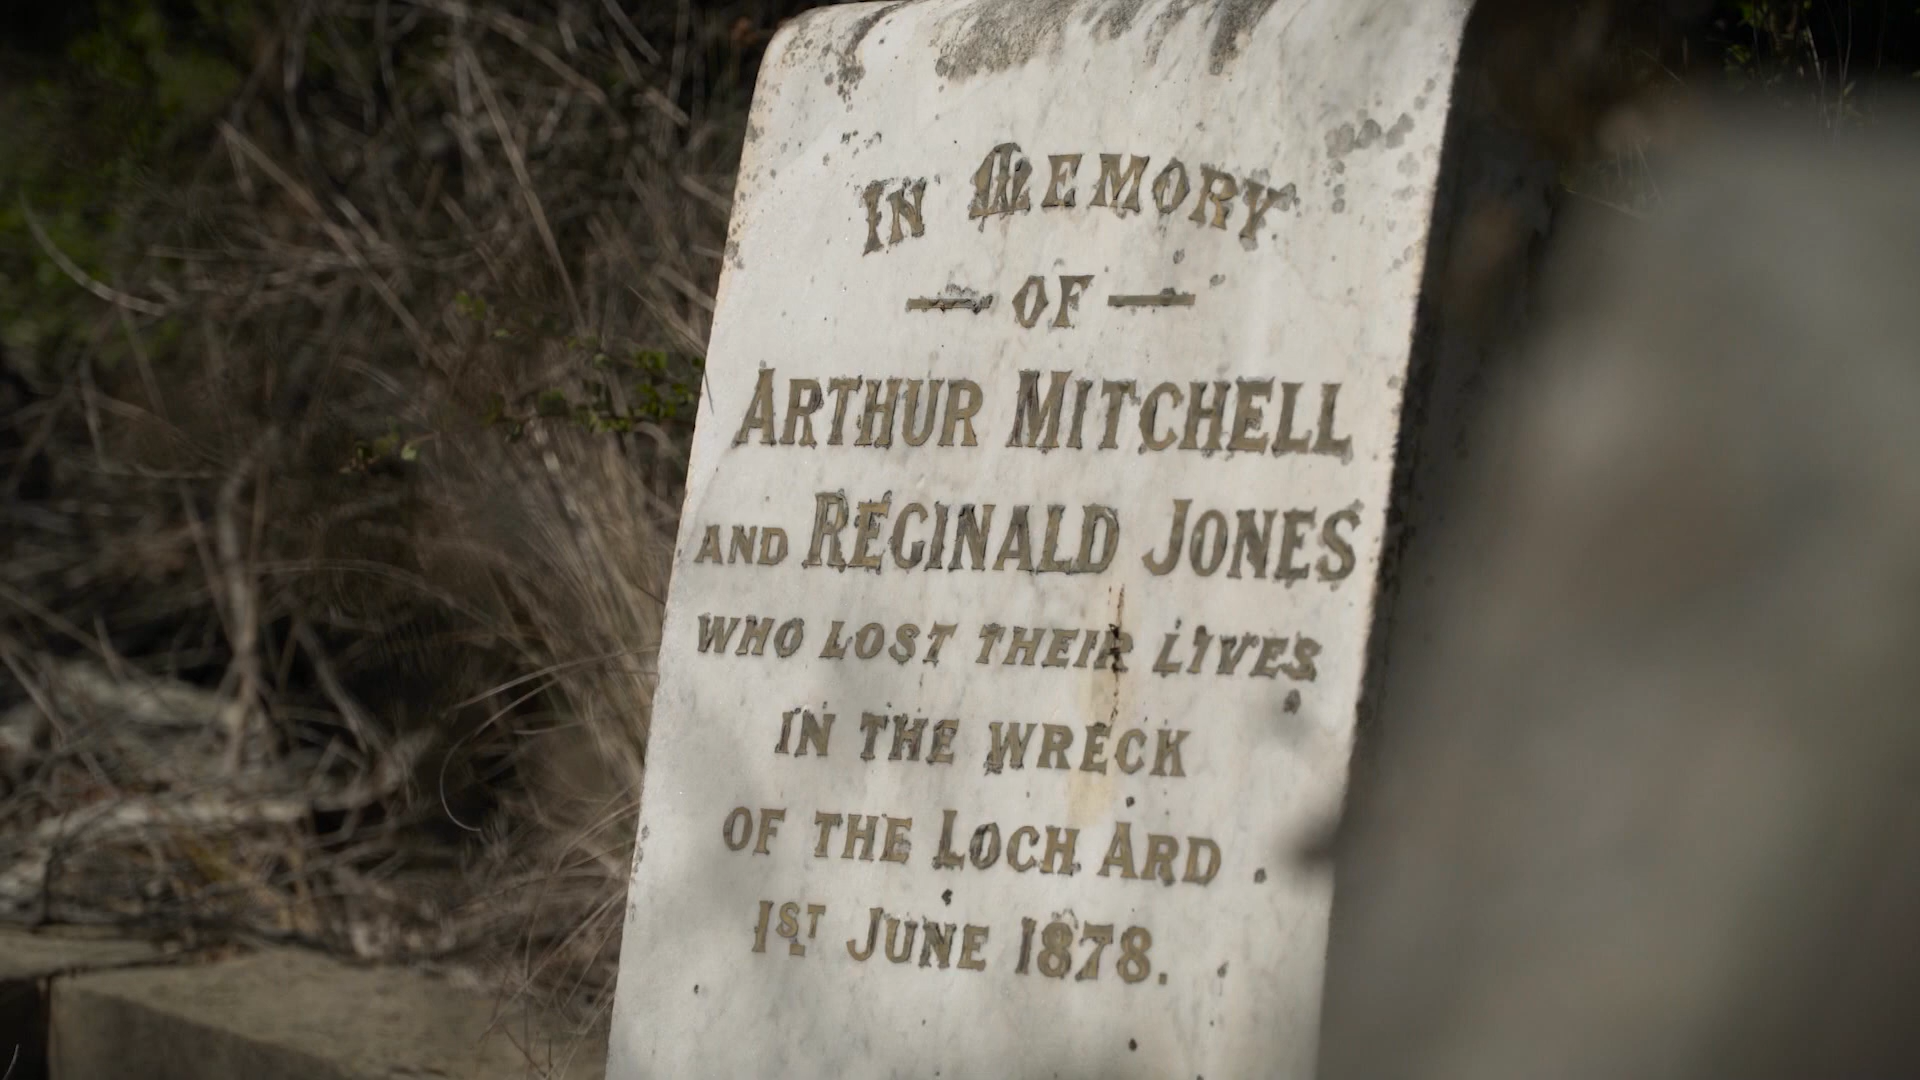 IN MEMORY
— OF —
ARTHUR MITCHELL
AND REGINALD JONES
WHO LOST THEIR LIVES
IN THE WRECK
OF THE LOCH ARD
1ST JUNE 1878.